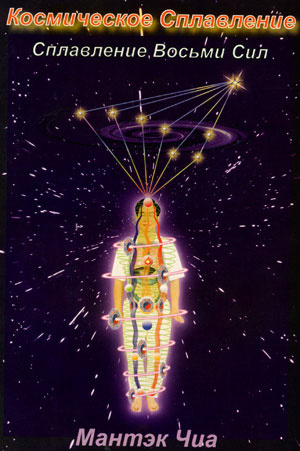 Космическое Сплавление
Сплавление Восьми Сил
Мантэк Чиа